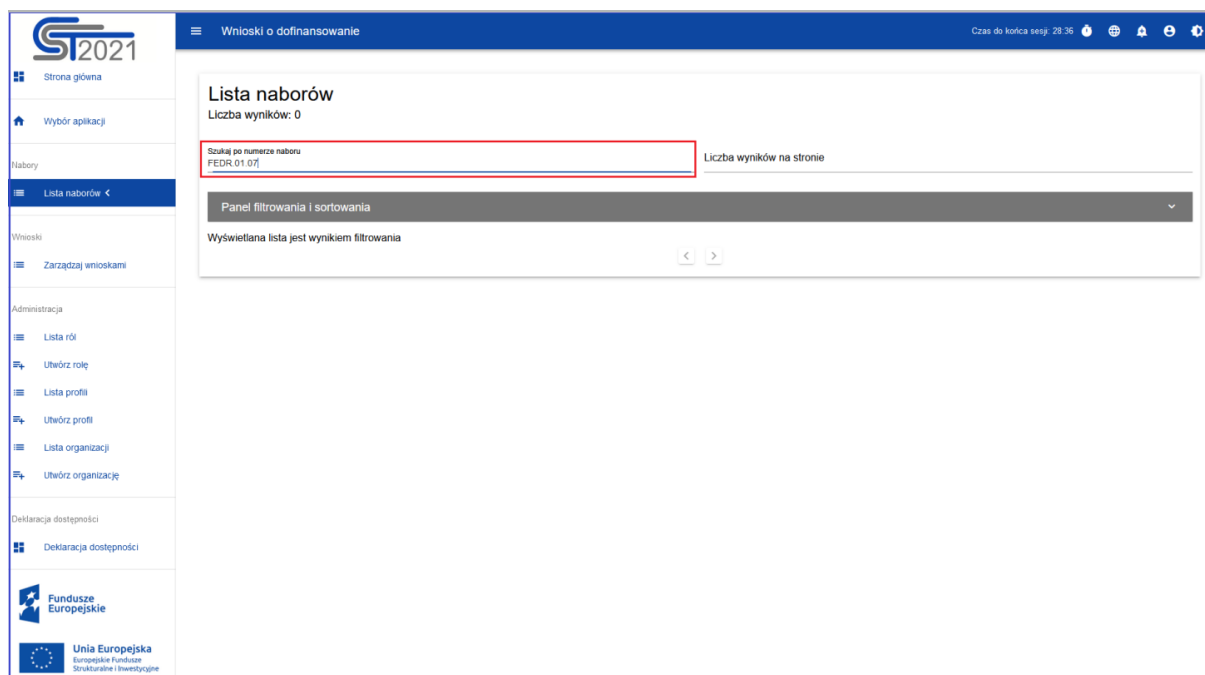 ST2021
Wnioski o dofinansowanie
Czas do końca sesji: 28:36
Strona główna
Wybór aplikacji
Nabory
Lista naborów <
Wnioski
Zarządzaj wnioskami
Administracja
Lista ról
Utwórz rolę
Lista profili
Utwórz profil
Lista organizacji
Utwórz organizację
Deklaracja dostępności
Deklaracja dostępności
Fundusze
Europejskie
Unia Europejska
Europejskie Fundusze
Strukturalne i Inwestycyjne
Lista naborów
Liczba wyników: 0
Szukaj po numerze naboru
FEDR.01.07
Liczba wyników na stronie
Panel filtrowania i sortowania
Wyświetlana lista jest wynikiem filtrowania
< >